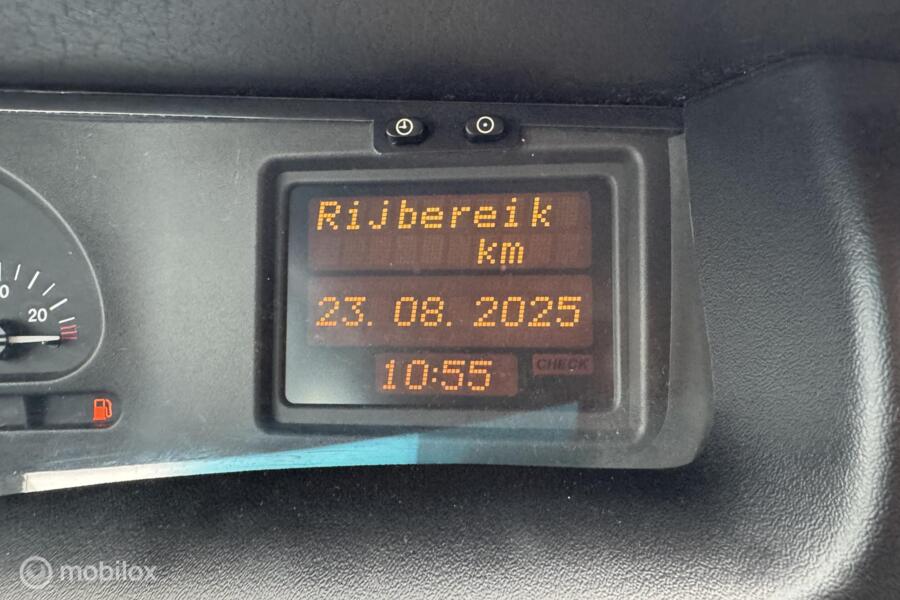 Rijbereik
km
23. 08. 2025
10:55
CHECK
20
mobilox